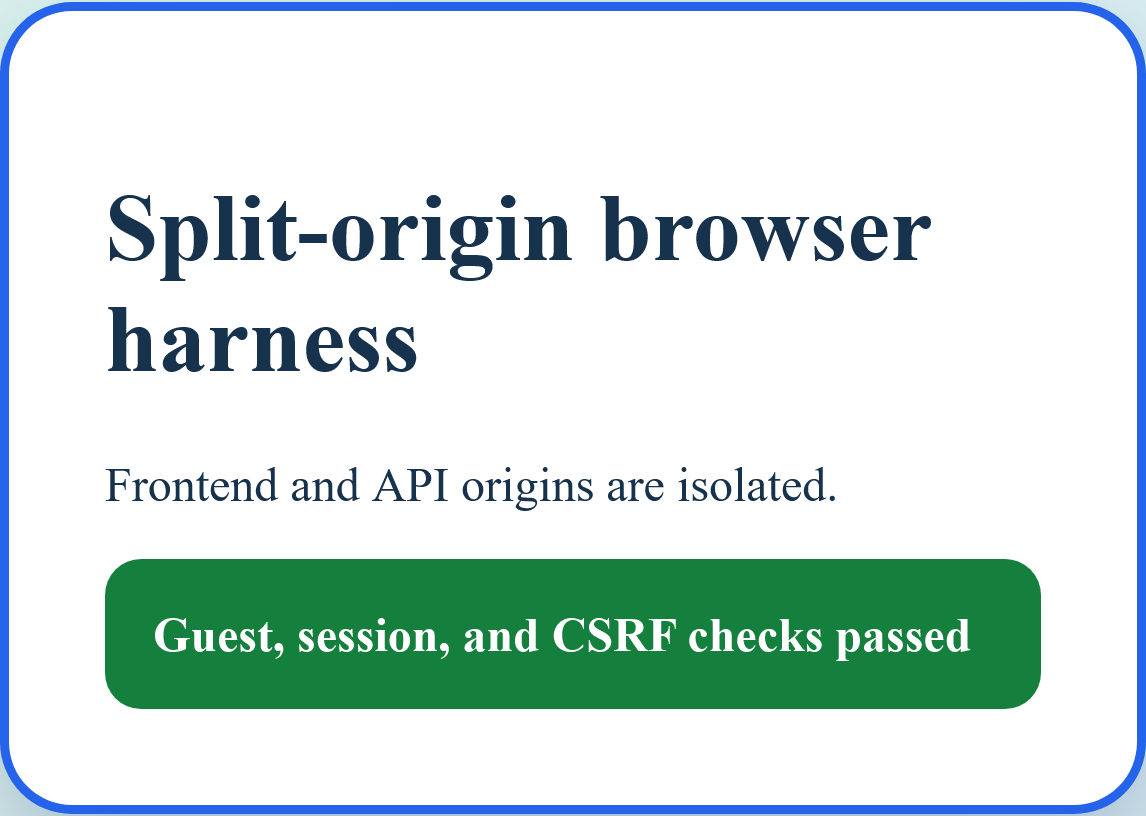 Split-origin browser
harness
Frontend and API origins are isolated.
Guest, session, and CSRF checks passed